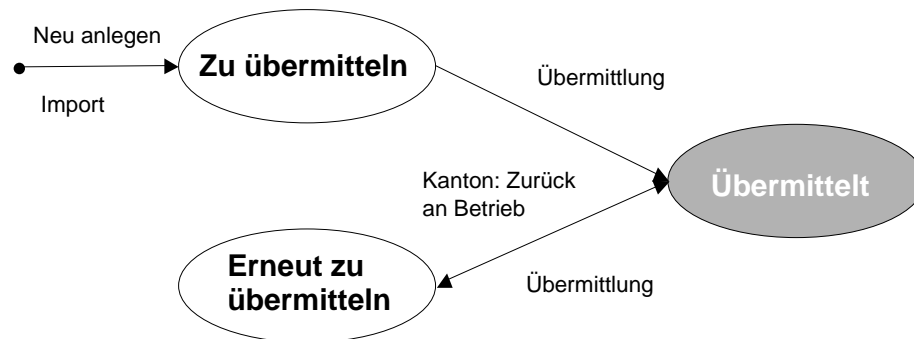 Neu anlegen
Import
Zu übermitteln
Übermittlung
Kanton: Zurück
an Betrieb
Übermittelt
Erneut zu
übermitteln
Übermittlung